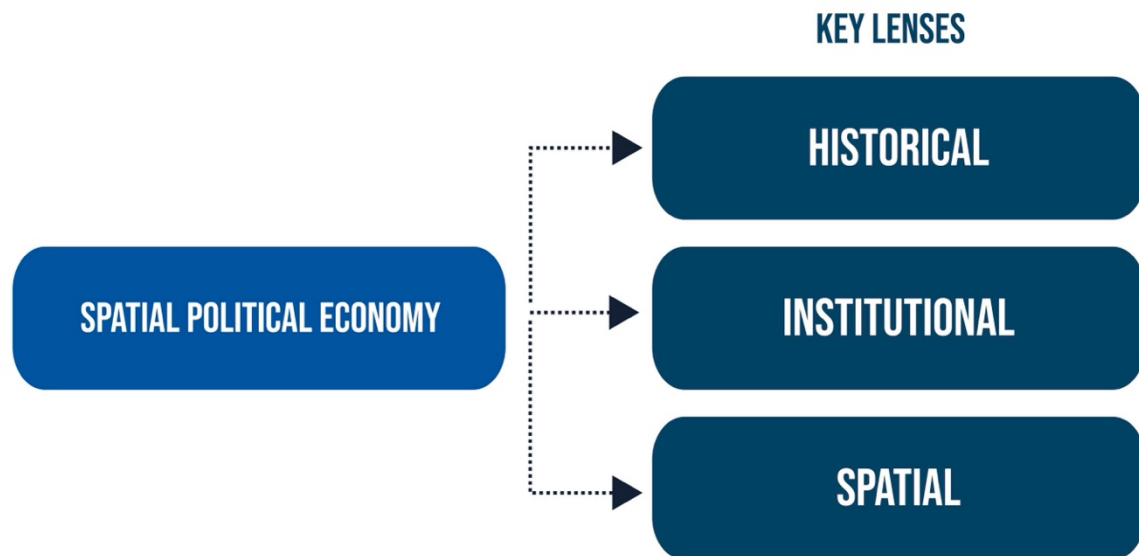 KEY LENSES
HISTORICAL
SPATIAL POLITICAL ECONOMY
INSTITUTIONAL
SPATIAL